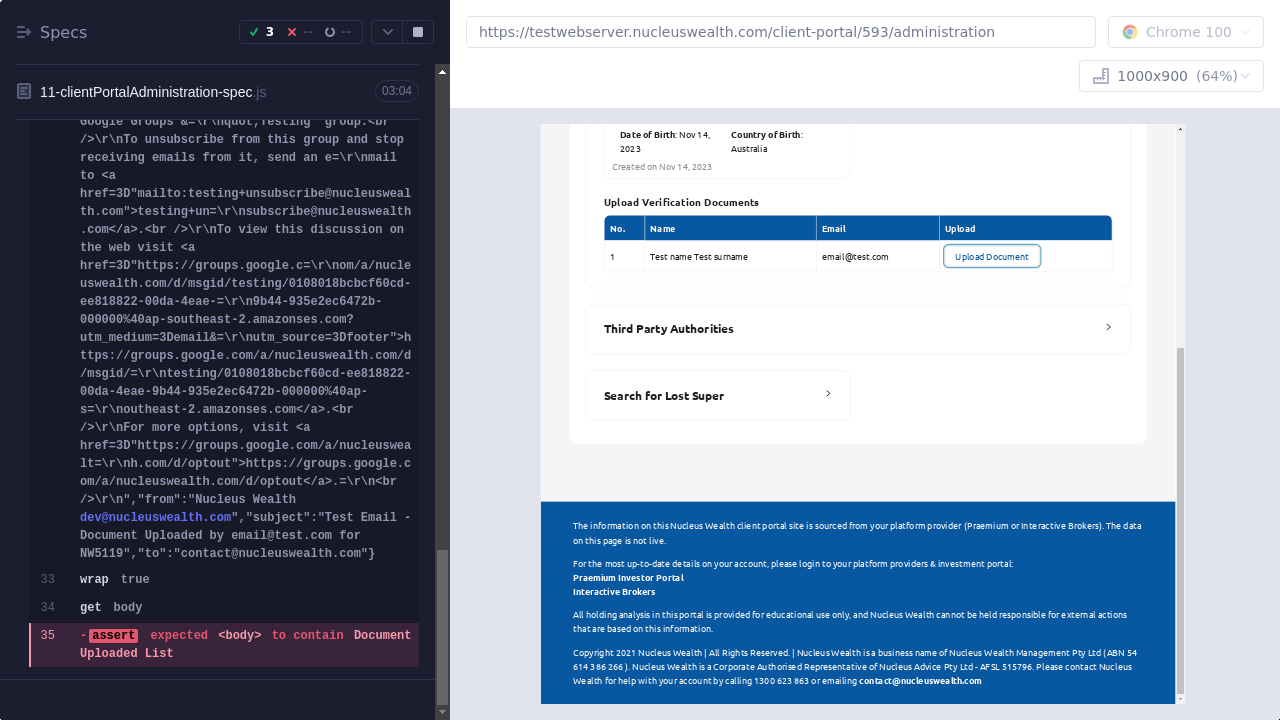 Specs
3
--
--
11-clientPortalAdministration-spec.js
03:04
Google Groups &=\r\nquot;Testing" group.<br
/>\r\nTo unsubscribe from this group and stop
receiving emails from it, send an e=\r\nmail
to <a
href=3D"mailto:testing+unsubscribe@nucleusweal
th.com">testing+un=\r\nsubscribe@nucleuswealth
.com</a>.<br />\r\nTo view this discussion on
the web visit <a
href=3D"https://groups.google.c=\r\nom/a/nucle
uswealth.com/d/msgid/testing/0108018bcbcf60cd-
ee818822-00da-4eae-=\r\n9b44-935e2ec6472b-
000000%40ap-southeast-2.amazonses.com?
utm_medium=3Demail&=\r\nutm_source=3Dfooter">h
ttps://groups.google.com/a/nucleuswealth.com/d
/msgid/=\r\ntesting/0108018bcbcf60cd-ee818822-
00da-4eae-9b44-935e2ec6472b-000000%40ap-
s=\r\noutheast-2.amazonses.com</a>.<br
/>\r\nFor more options, visit <a
href=3D"https://groups.google.com/a/nucleuswea
lt=\r\nh.com/d/optout">https://groups.google.c
om/a/nucleuswealth.com/d/optout</a>.=\r\n<br
/>\r\n","from":"Nucleus Wealth
dev@nucleuswealth.com","subject":"Test Email -
Document Uploaded by email@test.com for
NW5119","to":"contact@nucleuswealth.com"}
33 wrap true
34 get body
35 -assert expected <body> to contain Document
Uploaded List
https://testwebserver.nucleuswealth.com/client-portal/593/administration
Chrome 100
1000x900 (64%)
Date of Birth: Nov 14,
2023
Country of Birth:
Australia
Created on Nov 14, 2023
Upload Verification Documents
No. Name Email Upload
1 Test name Test surname email@test.com Upload Document
Third Party Authorities
Search for Lost Super
The information on this Nucleus Wealth client portal site is sourced from your platform provider (Praemium or Interactive Brokers). The data
on this page is not live.
For the most up-to-date details on your account, please login to your platform providers & investment portal:
Praemium Investor Portal
Interactive Brokers
All holding analysis in this portal is provided for educational use only, and Nucleus Wealth cannot be held responsible for external actions
that are based on this information.
Copyright 2021 Nucleus Wealth | All Rights Reserved. | Nucleus Wealth is a business name of Nucleus Wealth Management Pty Ltd (ABN 54
614 386 266 ). Nucleus Wealth is a Corporate Authorised Representative of Nucleus Advice Pty Ltd - AFSL 515796. Please contact Nucleus
Wealth for help with your account by calling 1300 623 863 or emailing contact@nucleuswealth.com